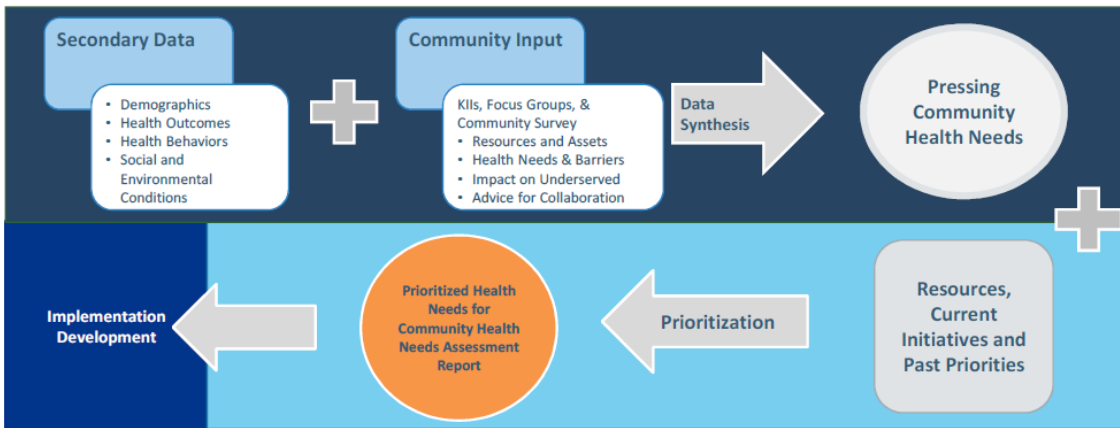 Secondary Data
• Demographics
• Health Outcomes
• Health Behaviors
• Social and
Environmental
Conditions
Community Input
KIIs, Focus Groups, &
Community Survey
• Resources and Assets
• Health Needs & Barriers
• Impact on Underserved
• Advice for Collaboration
Data
Synthesis
Pressing
Community
Health Needs
Resources,
Current
Initiatives and
Past Priorities
Prioritization
Prioritized Health
Needs for
Community Health
Needs Assessment
Report
Implementation
Development